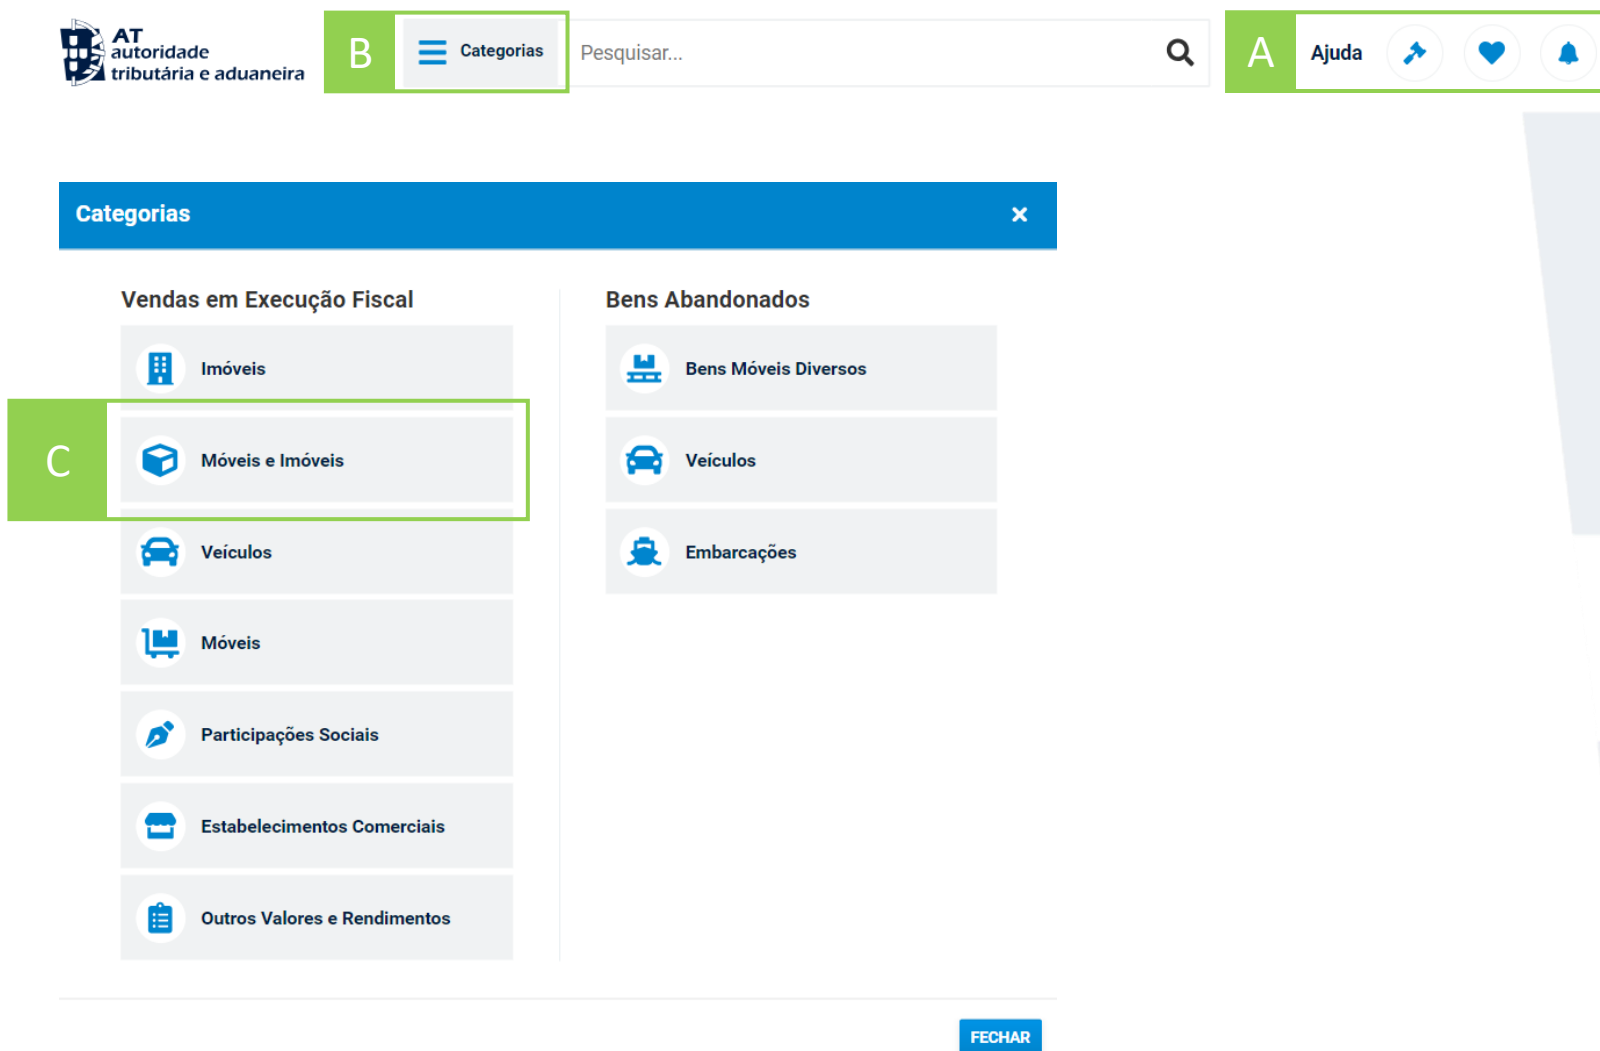 AT
autoridade
tributária e aduaneira
B
Categorias
Pesquisar...
A
Ajuda
Categorias
Vendas em Execução Fiscal
Imóveis
C
Móveis e Imóveis
Veículos
Móveis
Participações Sociais
Estabelecimentos Comerciais
Outros Valores e Rendimentos
Bens Abandonados
Bens Móveis Diversos
Veículos
Embarcações
FECHAR